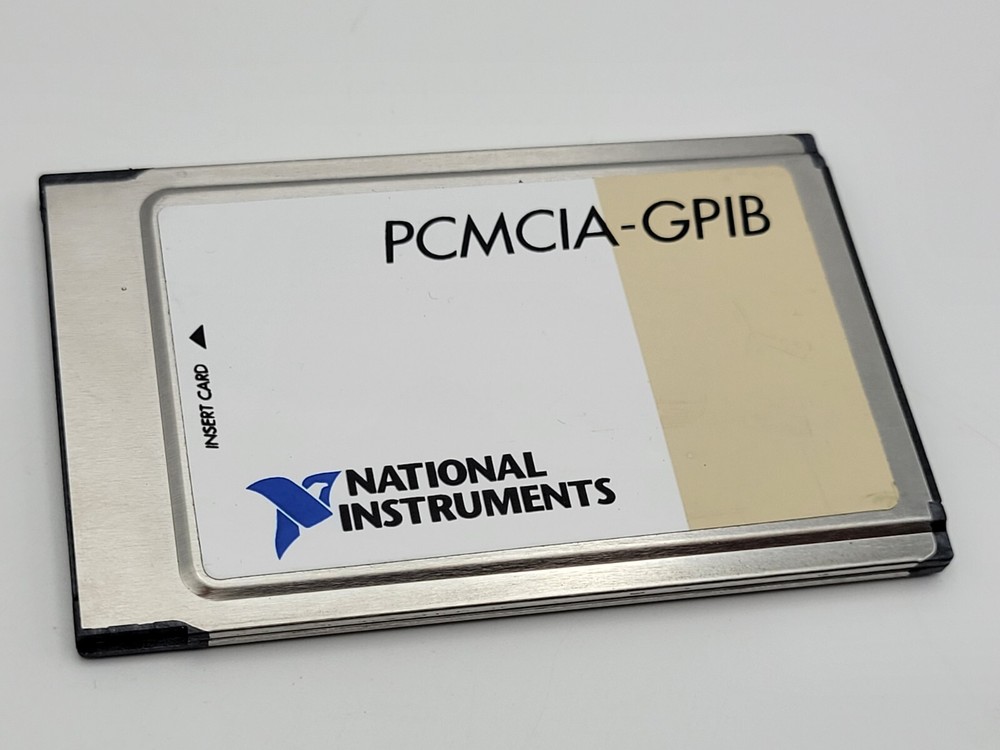 PCMCIA-GPIB
INSERT CARD
NATIONAL
INSTRUMENTS